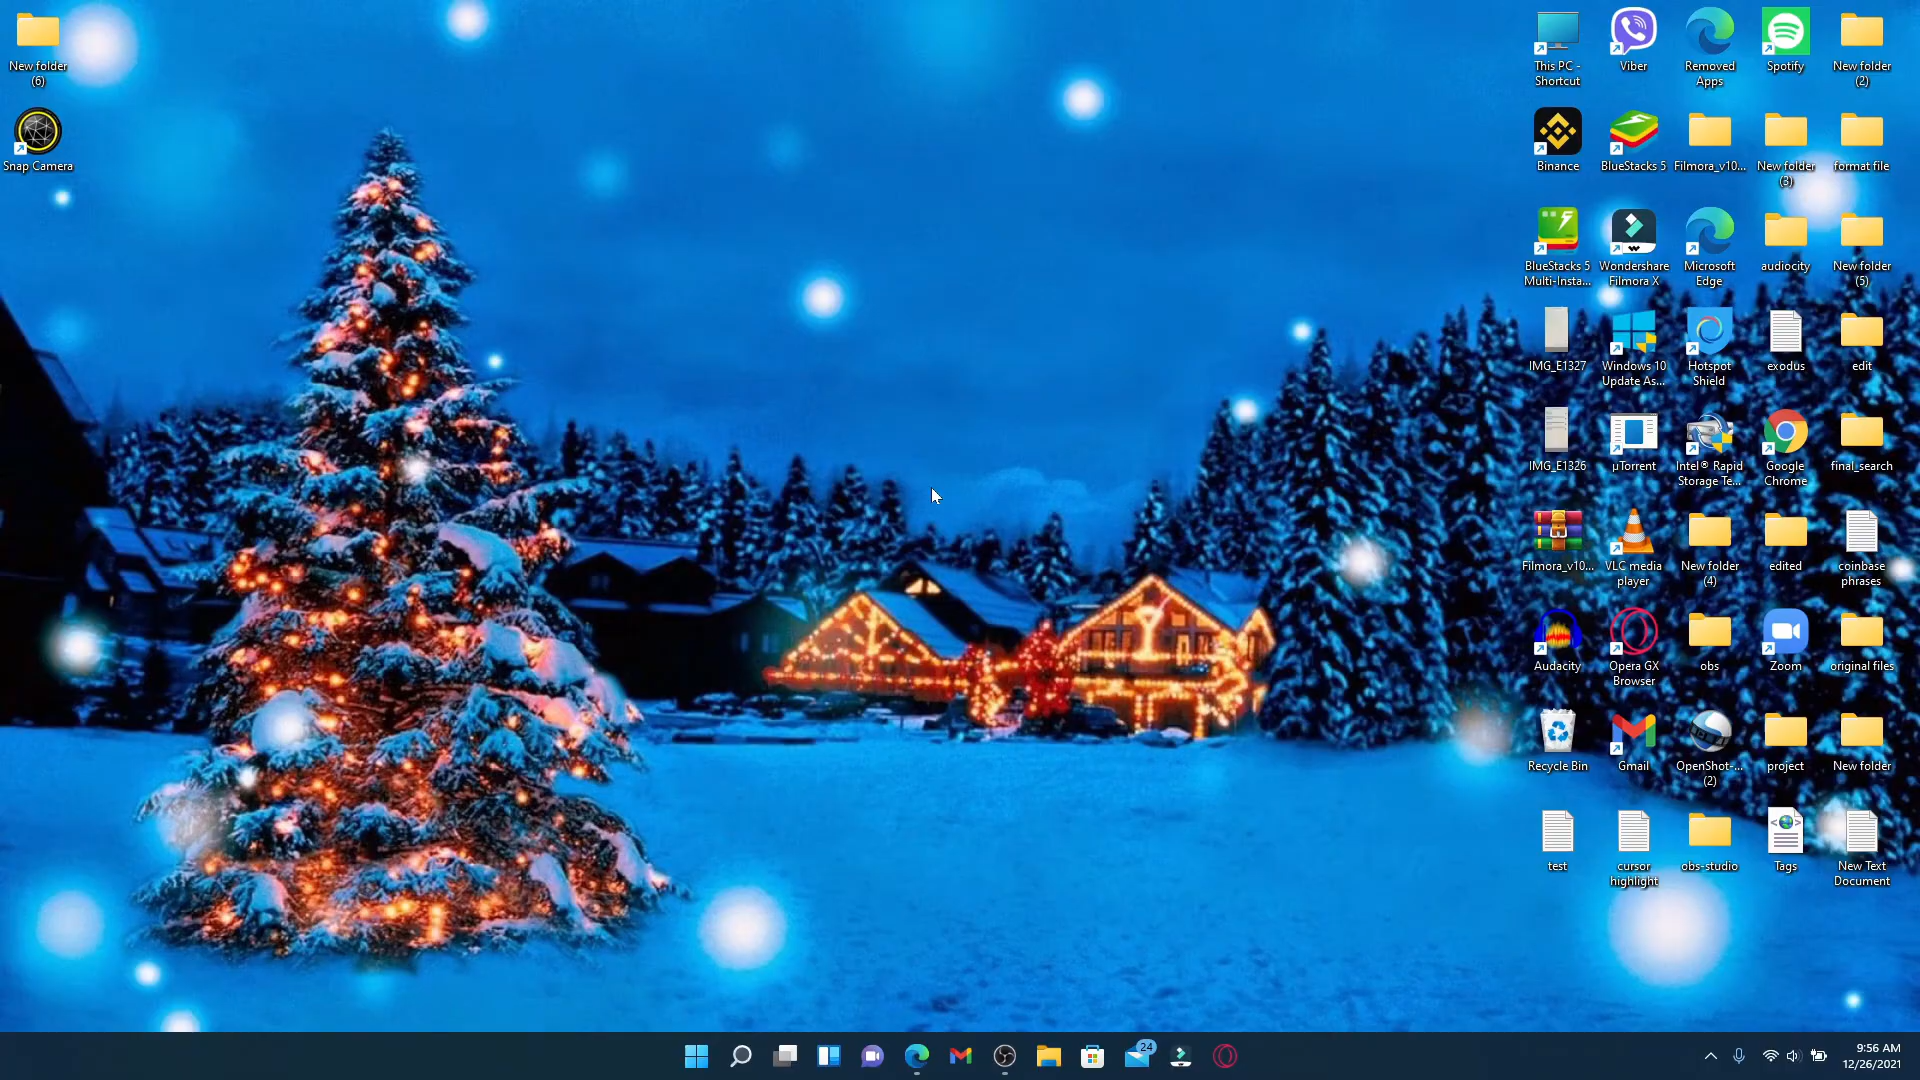 New folder
(6)
Snap Camera
This PC -
Shortcut
Viber
Removed
Apps
Spotify
New folder
(2)
Binance
BlueStacks 5
Filmora_v10...
New folder
(3)
format file
BlueStacks 5
Multi-Insta...
Wondershare
Filmora X
Microsoft
Edge
audiocity
New folder
(5)
IMG_E1327
Windows 10
Update As...
Hotspot
Shield
exodus
edit
IMG_E1326
µTorrent
Intel® Rapid
Storage Te...
Google
Chrome
final_search
Filmora_v10...
VLC media
player
New folder
(4)
edited
coinbase
phrases
Audacity
Opera GX
Browser
obs
Zoom
original files
Recycle Bin
Gmail
OpenShot-...
(2)
project
New folder
test
cursor
highlight
obs-studio
Tags
New Text
Document
24
9:56 AM
12/26/2021